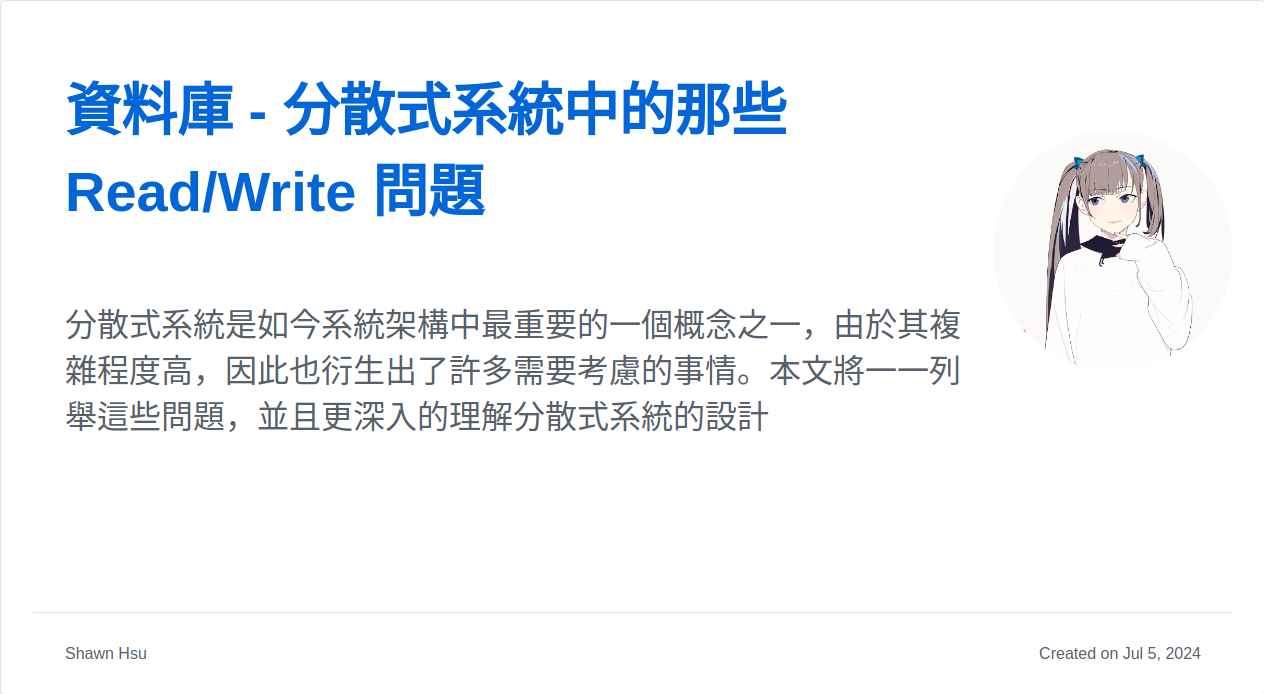 資料庫 - 分散式系統中的那些
Read/Write 問題
分散式系統是如今系統架構中最重要的一個概念之一，由於其複
雜程度高，因此也衍生出了許多需要考慮的事情。本文將一一列
舉這些問題，並且更深入的理解分散式系統的設計
Shawn Hsu
Created on Jul 5, 2024